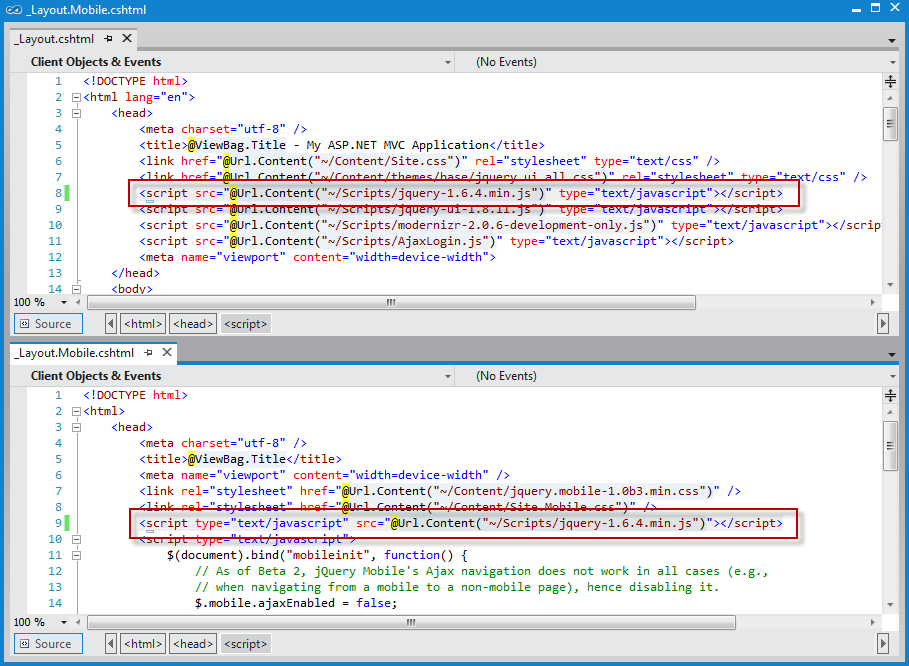 _Layout.Mobile.cshtml
_Layout.cshtml
Client Objects & Events (No Events)
1 <!DOCTYPE html>
2 <html lang="en">
3 <head>
4 <meta charset="utf-8" />
5 <title>@ViewBag.Title - My ASP.NET MVC Application</title>
6 <link href="@Url.Content("~/Content/Site.css")" rel="stylesheet" type="text/css" />
7 <link href="@Url.Content("~/Content/themes/base/jquery.ui.all.css")" rel="stylesheet" type="text/css" />
8 <script src="@Url.Content("~/Scripts/jquery-1.6.4.min.js")" type="text/javascript"></script>
9 <script src="@Url.Content("~/Scripts/jquery-ui-1.8.11.js")" type="text/javascript"></script>
10 <script src="@Url.Content("~/Scripts/modernizr-2.0.6-development-only.js")" type="text/javascript"></scrip
11 <script src="@Url.Content("~/Scripts/AjaxLogin.js")" type="text/javascript"></script>
12 <meta name="viewport" content="width=device-width">
13 </head>
14 <body>
100 %
Source <html> <head> <script>
_Layout.Mobile.cshtml
Client Objects & Events (No Events)
1 <!DOCTYPE html>
2 <html>
3 <head>
4 <meta charset="utf-8" />
5 <title>@ViewBag.Title</title>
6 <meta name="viewport" content="width=device-width" />
7 <link rel="stylesheet" href="@Url.Content("~/Content/jquery.mobile-1.0b3.min.css")" />
8 <link rel="stylesheet" href="@Url.Content("~/Content/Site.Mobile.css")" />
9 <script type="text/javascript" src="@Url.Content("~/Scripts/jquery-1.6.4.min.js")"></script>
10 <script type="text/javascript">
11 $(document).bind("mobileinit", function() {
12 // As of Beta 2, jQuery Mobile's Ajax navigation does not work in all cases (e.g.,
13 // when navigating from a mobile to a non-mobile page), hence disabling it.
14 $.mobile.ajaxEnabled = false;
100 %
Source <html> <head> <script>